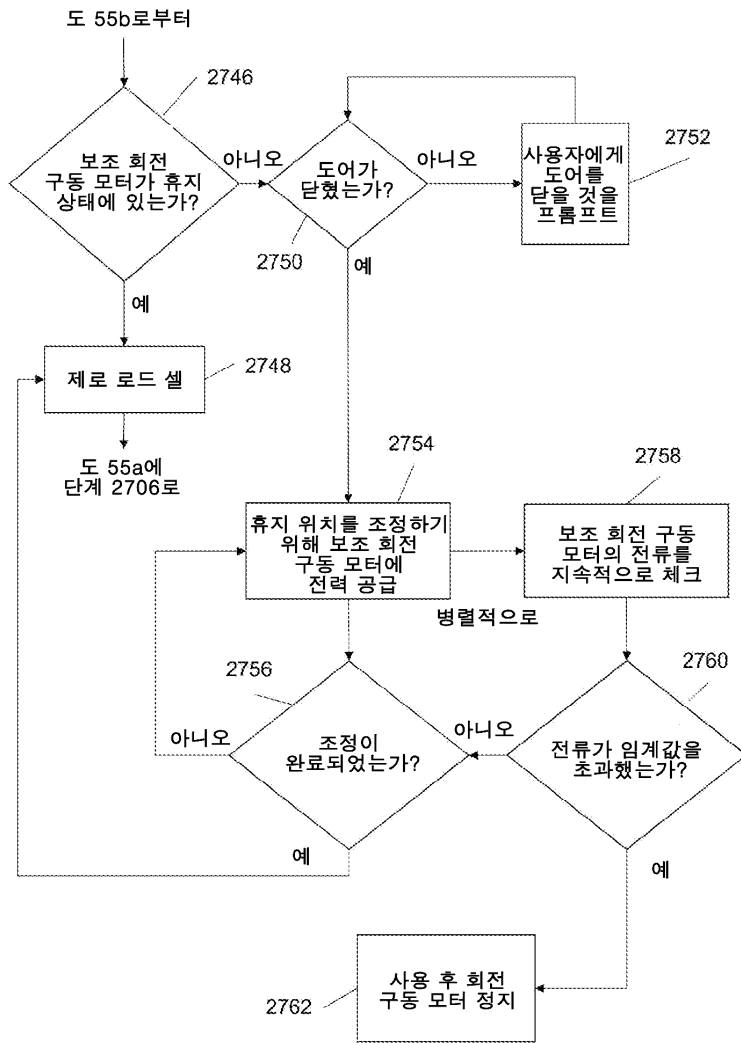 도 55b로부터
2746
보조 회전
구동 모터가 휴지
상태에 있는가?
아니오
도어가
닫혔는가?
아니오
사용자에게
도어를
닫을 것을
프롬프트
2752
2750
예
예
제로 로드 셀
2748
도 55a에
단계 2706로
2754
휴지 위치를 조정하기
위해 보조 회전
구동 모터에
전력 공급
2758
보조 회전 구동
모터의 전류를
지속적으로 체크
병렬적으로
2756
조정이
완료되었는가?
아니오
예
아니오
2760
전류가 임계값을
초과했는가?
예
사용 후 회전
구동 모터 정지
2762